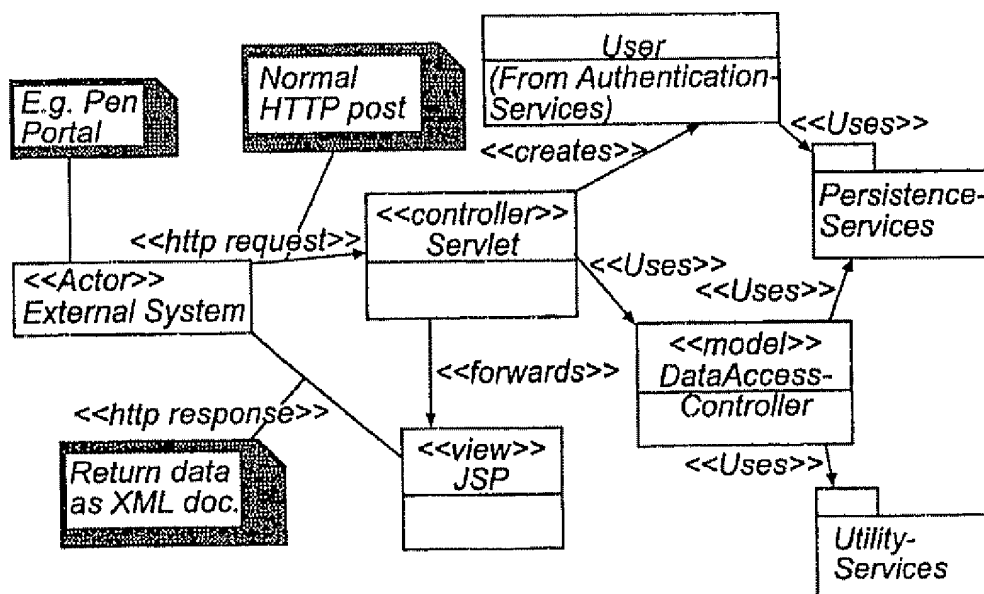 E.g. Pen
Portal
Normal
HTTP post
User
(From Authentication-
Services)
<<Uses>>
<<creates>>
Persistence-
Services
<<controller>>
Servlet
<<http request>>
<<Actor>>
External System
<<Uses>>
<<Uses>>
<<model>>
DataAccess-
Controller
<<forwards>>
<<http response>>
<<view>>
JSP
<<Uses>>
Return data
as XML doc.
Utility-
Services